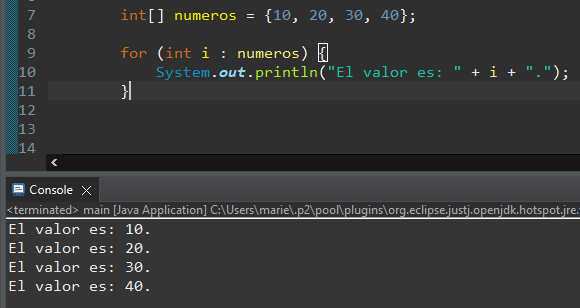 7 int[] numeros = {10, 20, 30, 40};
8
9 for (int i : numeros) {
10 System.out.println("El valor es: " + i + ".");
11 }
12
13
14
Console
<terminated> main [Java Application] C:\Users\marie\.p2\pool\plugins\org.eclipse.justj.openjdk.hotspot.jre.
El valor es: 10.
El valor es: 20.
El valor es: 30.
El valor es: 40.